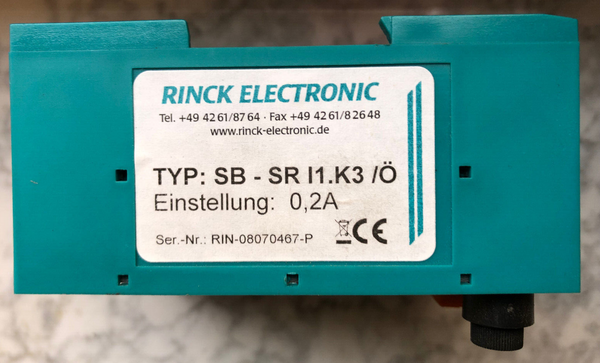 RINCK ELECTRONIC
Tel. +49 4261/8764 · Fax +49 4261/82648
www.rinck-electronic.de
TYP: SB - SR I1.K3 /Ö
Einstellung: 0,2A
Ser.-Nr.: RIN-08070467-P CE